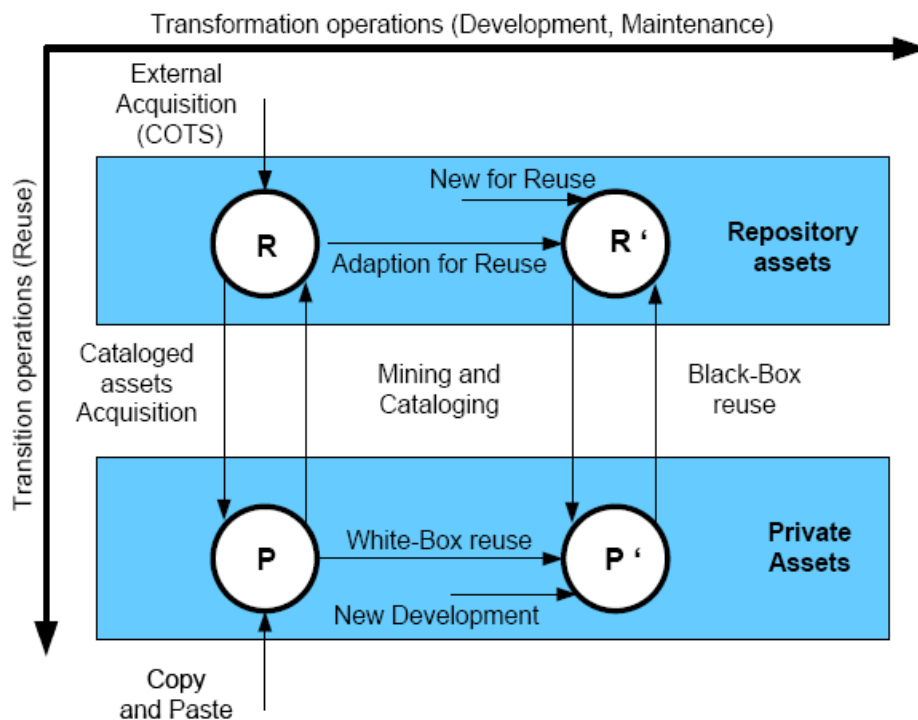 Transformation operations (Development, Maintenance)
Transition operations (Reuse)
External
Acquisition
(COTS)
New for Reuse
R
R ‘
Repository
assets
Adaption for Reuse
Cataloged
assets
Acquisition
Mining and
Cataloging
Black-Box
reuse
White-Box reuse
P
P ‘
Private
Assets
New Development
Copy
and Paste